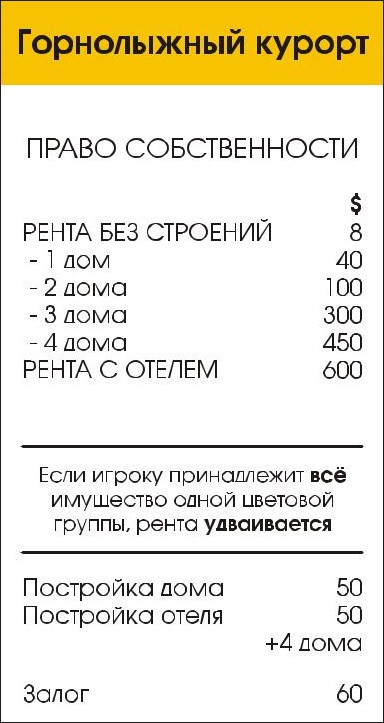 Горнолыжный курорт
ПРАВО СОБСТВЕННОСТИ
$
РЕНТА БЕЗ СТРОЕНИЙ 8
- 1 дом 40
- 2 дома 100
- 3 дома 300
- 4 дома 450
РЕНТА С ОТЕЛЕМ 600
Если игроку принадлежит всё
имущество одной цветовой
группы, рента удваивается
Постройка дома 50
Постройка отеля 50
+4 дома
Залог 60